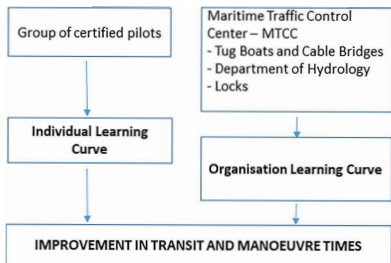 Group of certified pilots
Maritime Traffic Control
Center – MTCC
- Tug Boats and Cable Bridges
- Department of Hydrology
- Locks
Individual Learning
Curve
Organisation Learning Curve
IMPROVEMENT IN TRANSIT AND MANOEUVRE TIMES